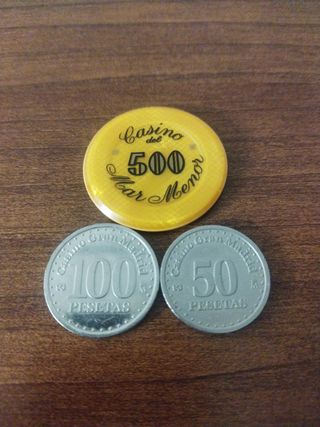 Casino
del
500
Mar Menor
Casino Gran Madrid
100
PESETAS
Casino Gran Madrid
50
PESETAS